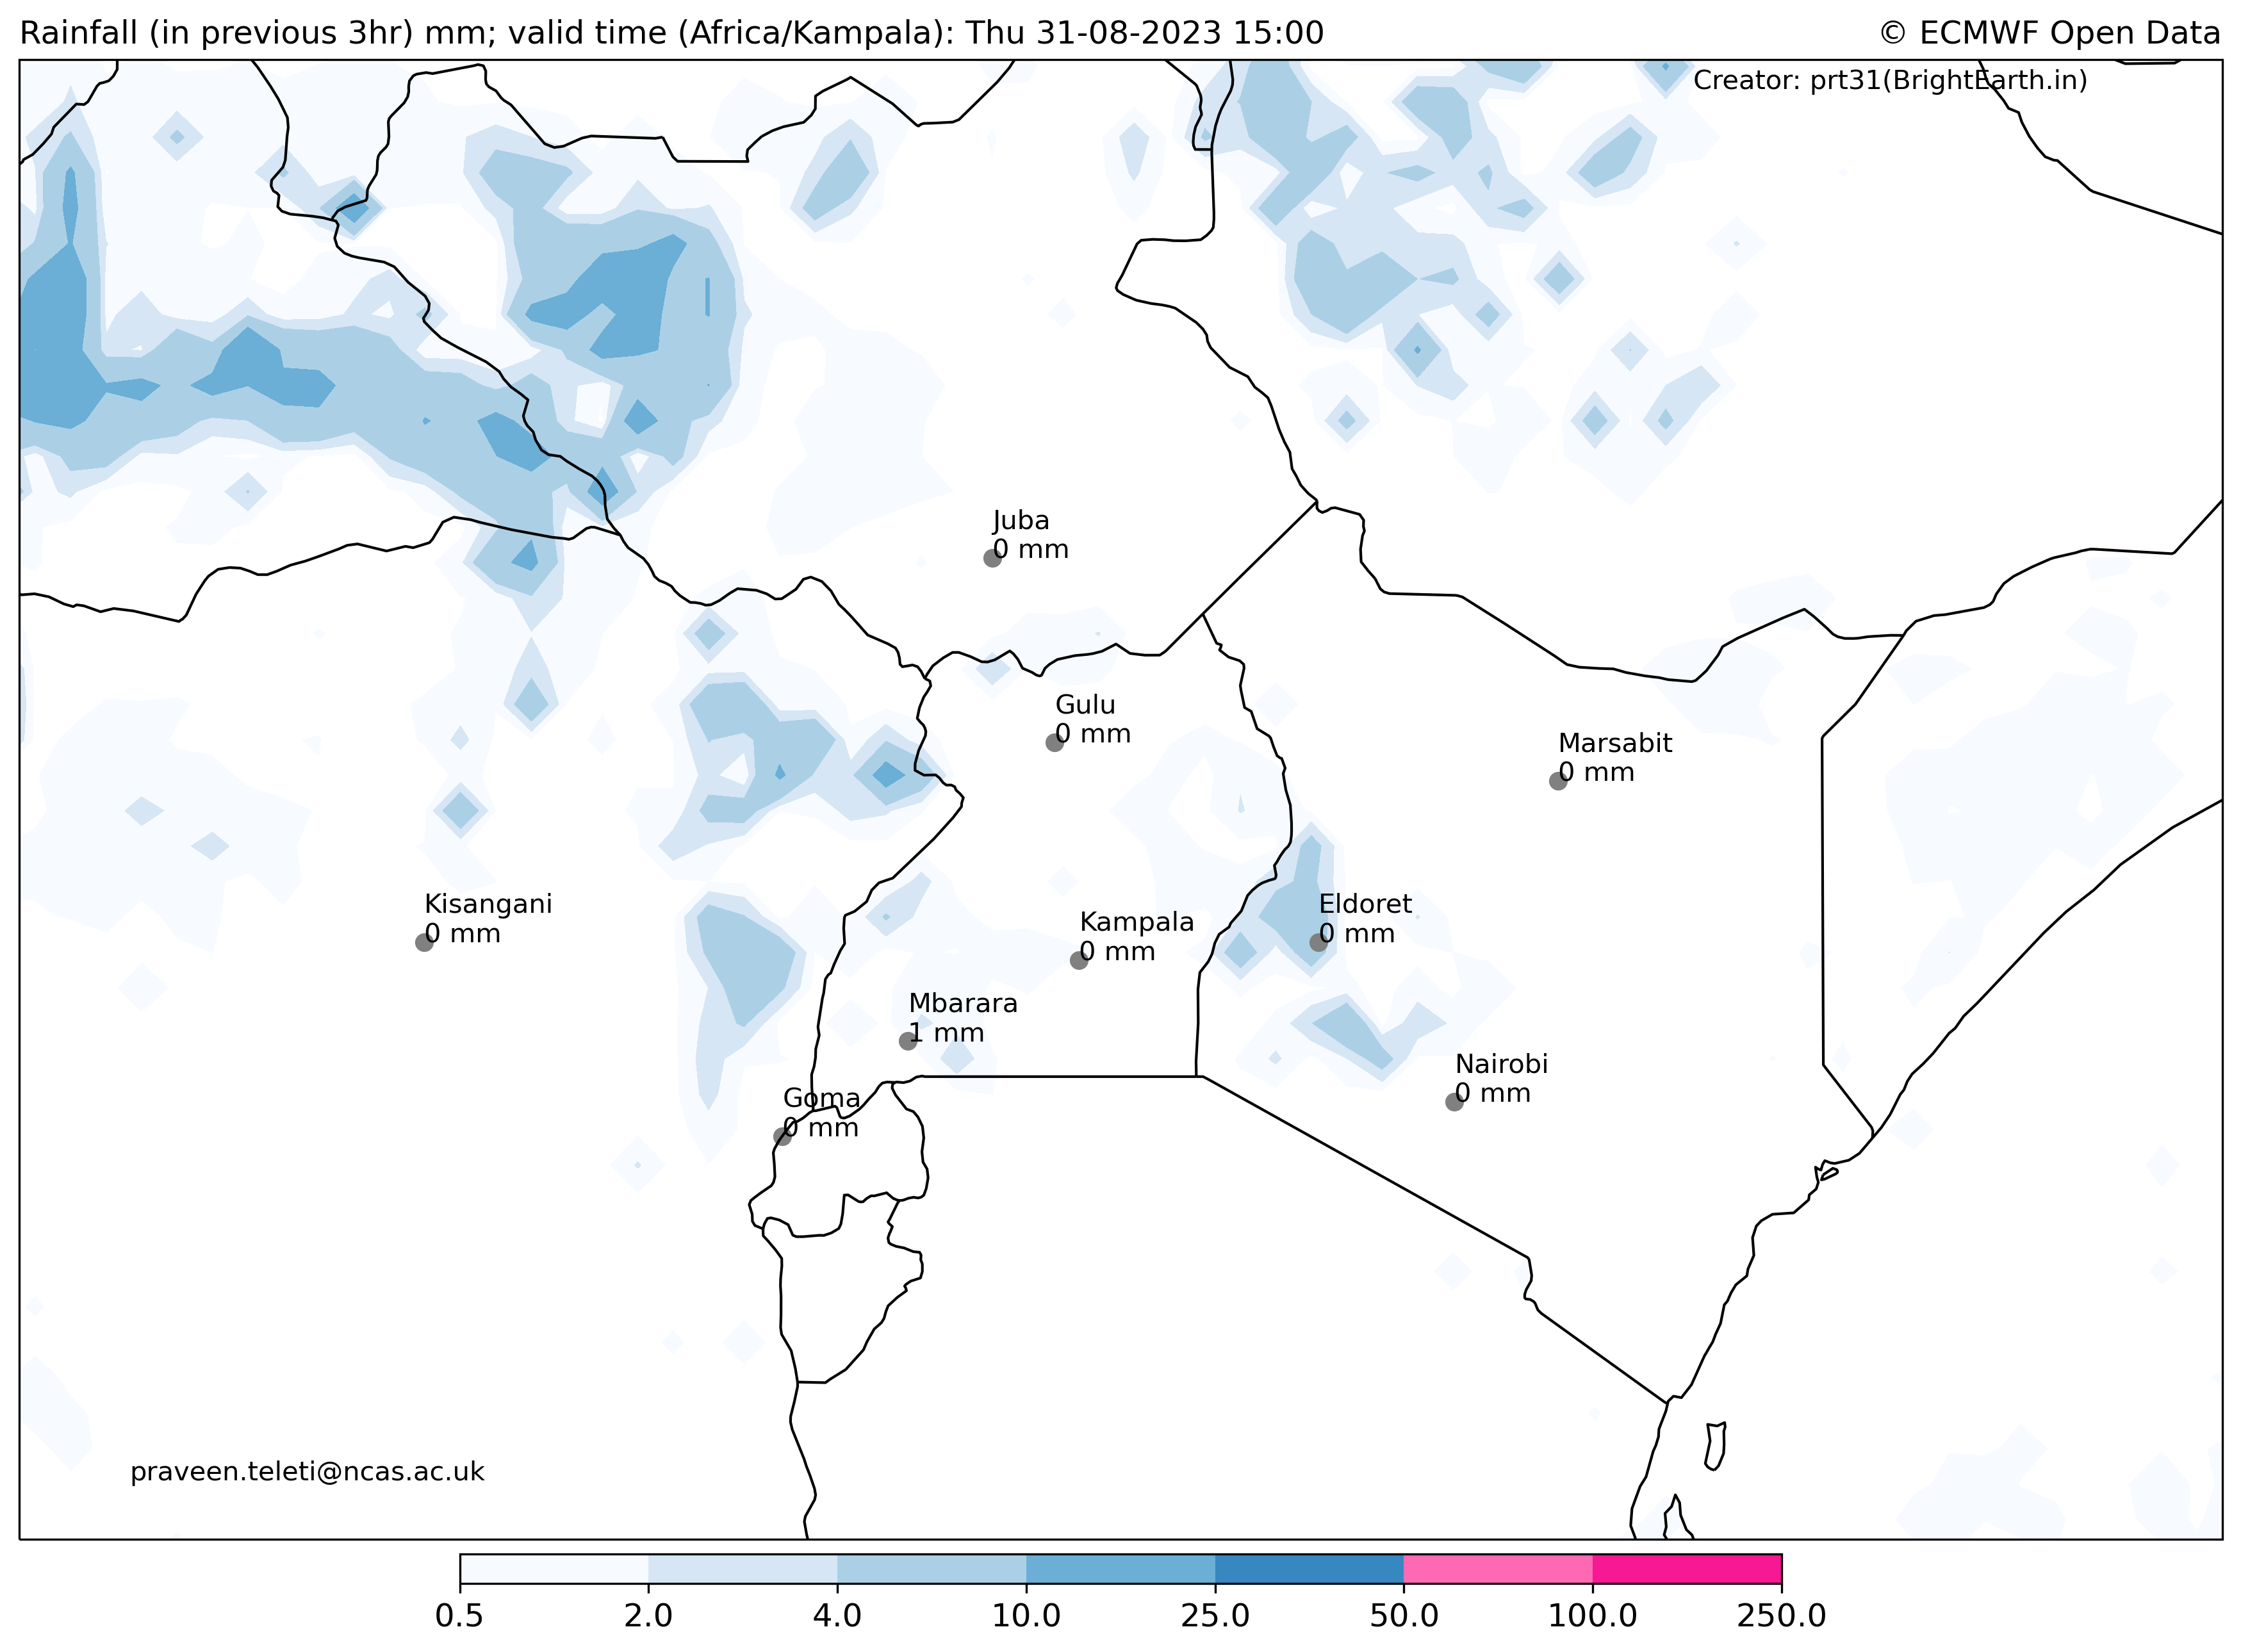 Rainfall (in previous 3hr) mm; valid time (Africa/Kampala): Thu 31-08-2023 15:00
© ECMWF Open Data
Creator: prt31(BrightEarth.in)
Juba
0 mm
Gulu
0 mm
Marsabit
0 mm
Kisangani
0 mm
Eldoret
0 mm
Kampala
0 mm
Mbarara
1 mm
Nairobi
0 mm
Goma
0 mm
praveen.teleti@ncas.ac.uk
0.5 2.0 4.0 10.0 25.0 50.0 100.0 250.0